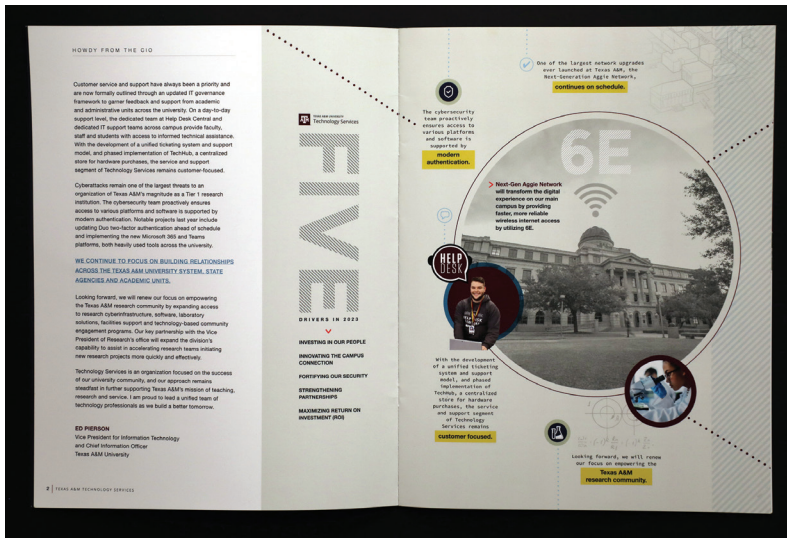 HOWDY FROM THE CIO
Customer service and support have always been a priority and
are now formally outlined through an updated IT governance
framework to garner feedback and support from academic
and administrative units across the university. On a day-to-day
support level, the dedicated team at Help Desk Central and
dedicated IT support teams across campus provide faculty,
staff and students with access to informed technical assistance.
With the development of a unified ticketing system and support
model, and phased implementation of TechHub, a centralized
store for hardware purchases, the service and support
segment of Technology Services remains customer-focused.
Cyberattacks remain one of the largest threats to an
organization of Texas A&M's magnitude as a Tier 1 research
institution. The cybersecurity team proactively ensures
access to various platforms and software is supported by
modern authentication. Notable projects last year include
updating Duo two-factor authentication ahead of schedule
and implementing the new Microsoft 365 and Teams
platforms, both heavily used tools across the university.
WE CONTINUE TO FOCUS ON BUILDING RELATIONSHIPS
ACROSS THE TEXAS A&M UNIVERSITY SYSTEM, STATE
AGENCIES AND ACADEMIC UNITS.
Looking forward, we will renew our focus on empowering
the Texas A&M research community by expanding access
to research cyberinfrastructure, software, laboratory
solutions, facilities support and technology-based community
engagement programs. Our key partnership with the Vice
President of Research's office will expand the division's
capability to assist in accelerating research teams initiating
new research projects more quickly and effectively.
Technology Services is an organization focused on the success
of our university community, and our approach remains
steadfast in further supporting Texas A&M's mission of teaching,
research and service. I am proud to lead a unified team of
technology professionals as we build a better tomorrow.
ED PIERSON
Vice President for Information Technology
and Chief Information Officer
Texas A&M University
2 | TEXAS A&M TECHNOLOGY SERVICES
TEXAS A&M UNIVERSITY
Technology Services
FIVE
DRIVERS IN 2023
INVESTING IN OUR PEOPLE
INNOVATING THE CAMPUS
CONNECTION
FORTIFYING OUR SECURITY
STRENGTHENING
PARTNERSHIPS
MAXIMIZING RETURN ON
INVESTMENT (ROI)
One of the largest network upgrades
ever launched at Texas A&M, the
Next-Generation Aggie Network,
continues on schedule.
The cybersecurity
team proactively
ensures access to
various platforms
and software is
supported by
modern
authentication.
6E
Next-Gen Aggie Network
will transform the digital
experience on our main
campus by providing
faster, more reliable
wireless internet access
by utilizing 6E.
HELP
DESK
With the development
of a unified ticketing
system and support
model, and phased
implementation of
TechHub, a centralized
store for hardware
purchases, the service
and support segment
of Technology
Services remains
customer focused.
Looking forward, we will renew
our focus on empowering the
Texas A&M
research community.